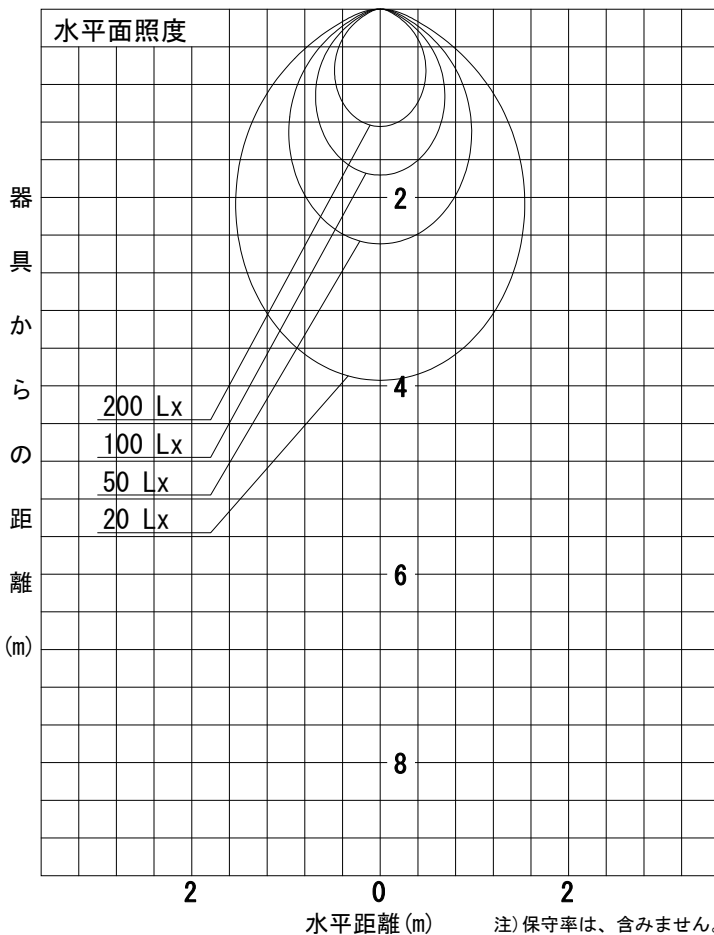 水平面照度
器具からの距離(m)
2
4
6
8
200 Lx
100 Lx
50 Lx
20 Lx
2 0 2
水平距離(m)
注)保守率は、含みません。